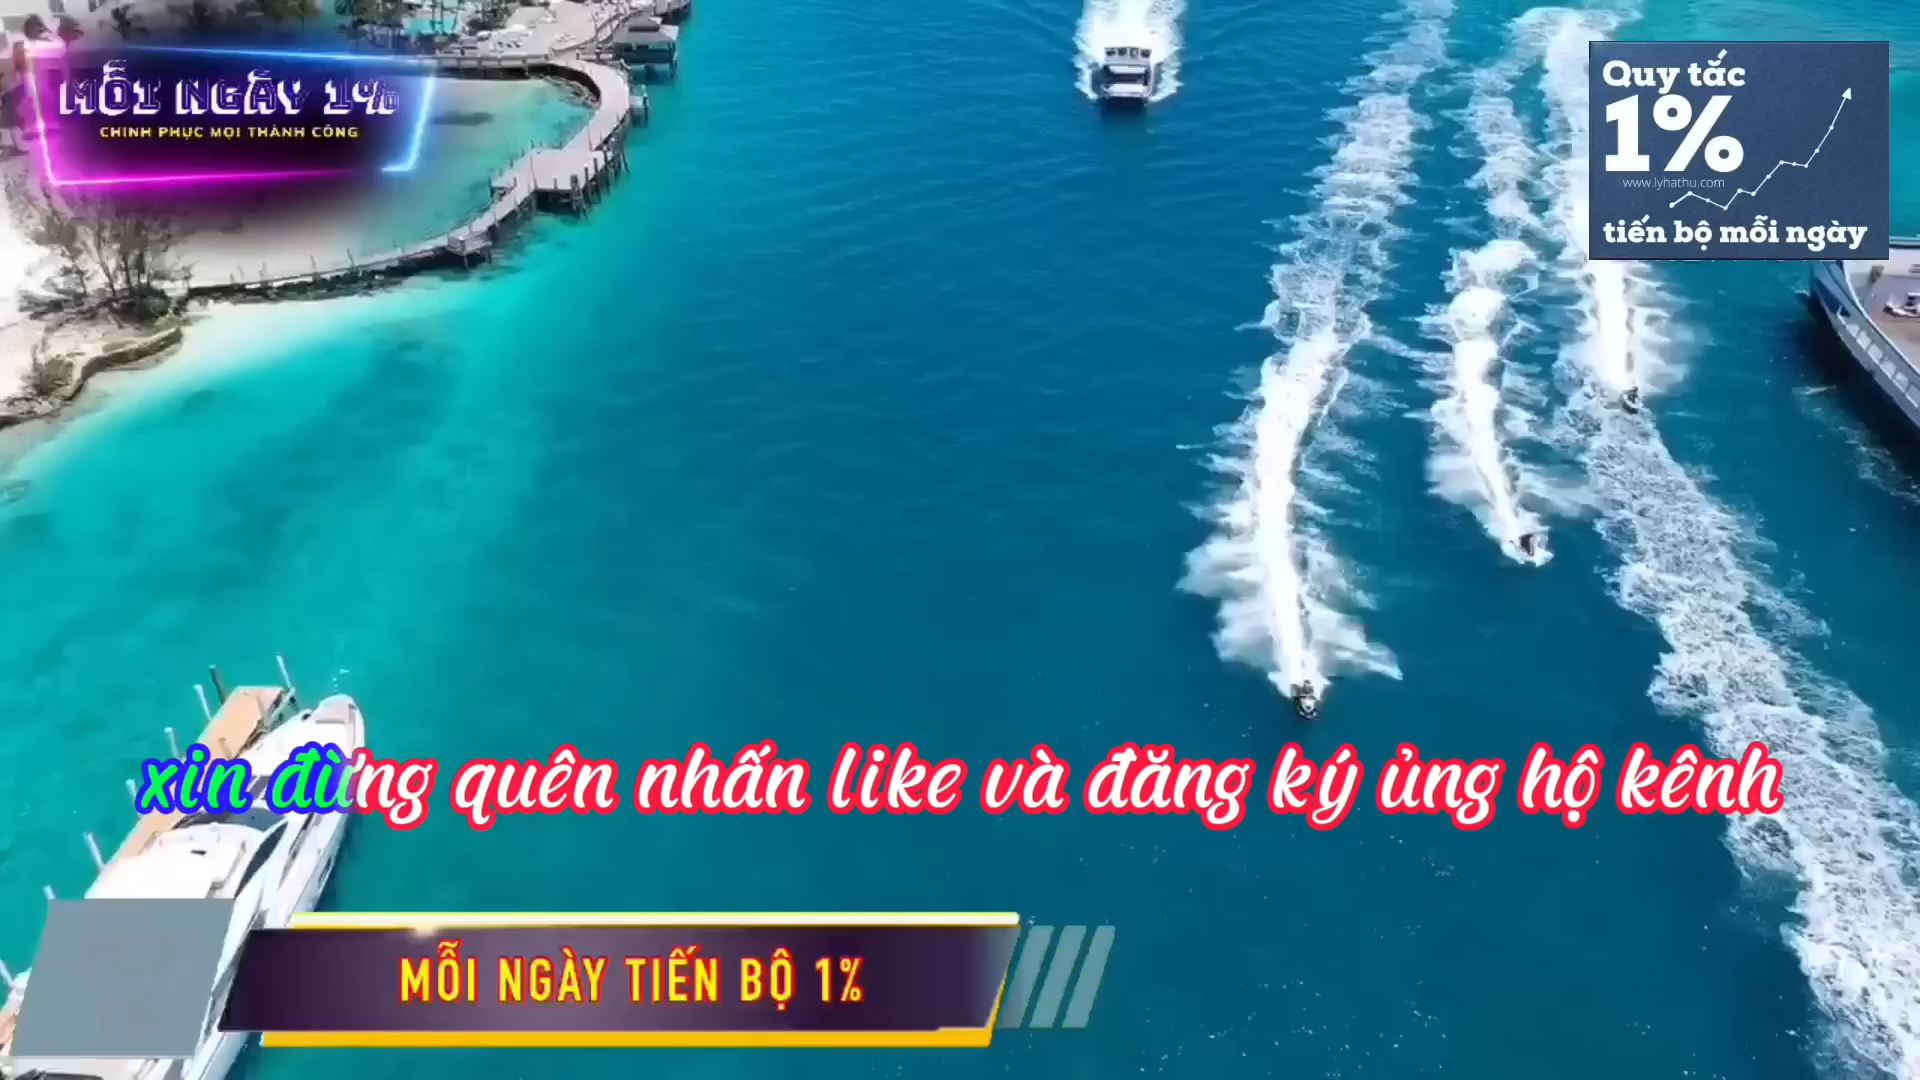 MỖI NGÀY 1%
CHINH PHỤC MỌI THÀNH CÔNG
Quy tắc
1%
www.lyhathu.com
tiến bộ mỗi ngày
xin đừng quên nhấn like và đăng ký ủng hộ kênh
MỖI NGÀY TIẾN BỘ 1%